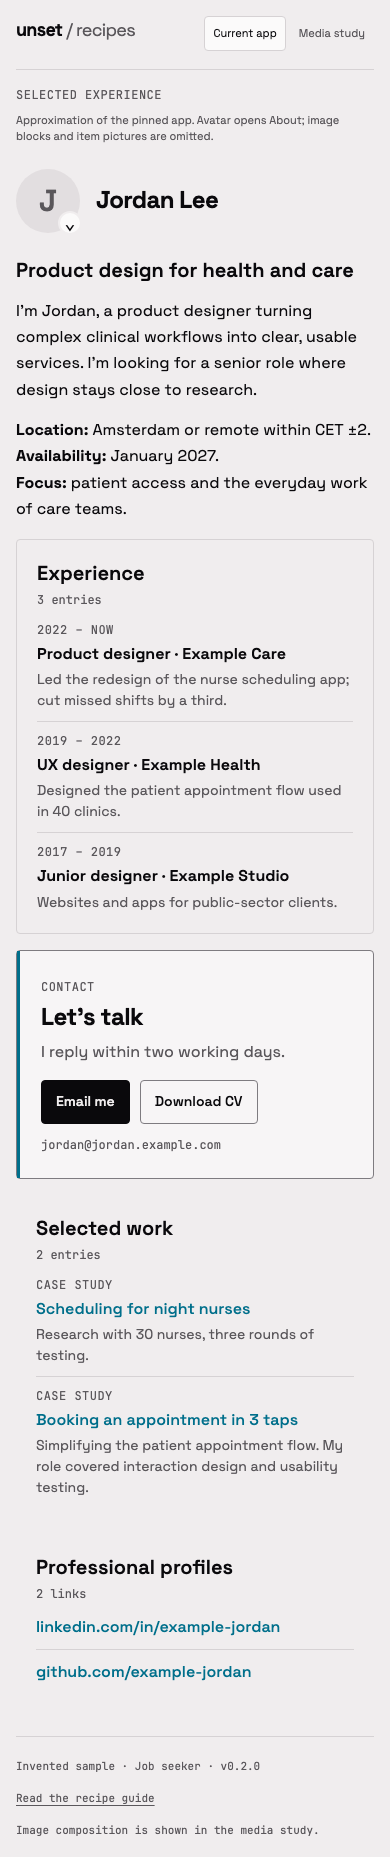 unset / recipes
Current app
Media study
SELECTED EXPERIENCE
Approximation of the pinned app. Avatar opens About; image
blocks and item pictures are omitted.
J
Jordan Lee
Product design for health and care
I’m Jordan, a product designer turning
complex clinical workflows into clear, usable
services. I’m looking for a senior role where
design stays close to research.
Location: Amsterdam or remote within CET ±2.
Availability: January 2027.
Focus: patient access and the everyday work
of care teams.
Experience
3 entries
2022 – NOW
Product designer · Example Care
Led the redesign of the nurse scheduling app;
cut missed shifts by a third.
2019 – 2022
UX designer · Example Health
Designed the patient appointment flow used
in 40 clinics.
2017 – 2019
Junior designer · Example Studio
Websites and apps for public-sector clients.
CONTACT
Let’s talk
I reply within two working days.
Email me
Download CV
jordan@jordan.example.com
Selected work
2 entries
CASE STUDY
Scheduling for night nurses
Research with 30 nurses, three rounds of
testing.
CASE STUDY
Booking an appointment in 3 taps
Simplifying the patient appointment flow. My
role covered interaction design and usability
testing.
Professional profiles
2 links
linkedin.com/in/example-jordan
github.com/example-jordan
Invented sample · Job seeker · v0.2.0
Read the recipe guide
Image composition is shown in the media study.